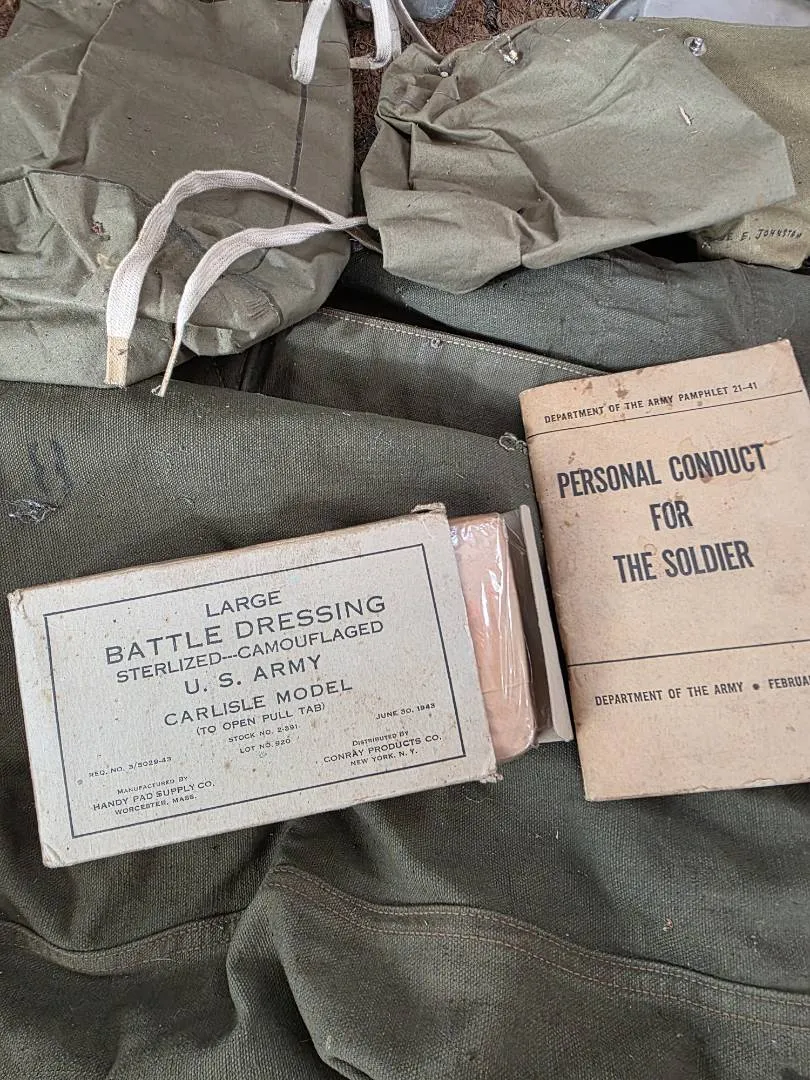 E. JOHNSTON
DEPARTMENT OF THE ARMY PAMPHLET 21-41
PERSONAL CONDUCT
FOR
THE SOLDIER
DEPARTMENT OF THE ARMY • FEBRUA
LARGE
BATTLE DRESSING
STERLIZED---CAMOUFLAGED
U. S. ARMY
CARLISLE MODEL
(TO OPEN PULL TAB)
STOCK NO. 2-391
JUNE 30, 1943
LOT NO. 920
REQ. NO. 3/5029-43
DISTRIBUTED BY
CONRAY PRODUCTS CO.
NEW YORK, N. Y.
MANUFACTURED BY
HANDY PAD SUPPLY CO.
WORCESTER, MASS.